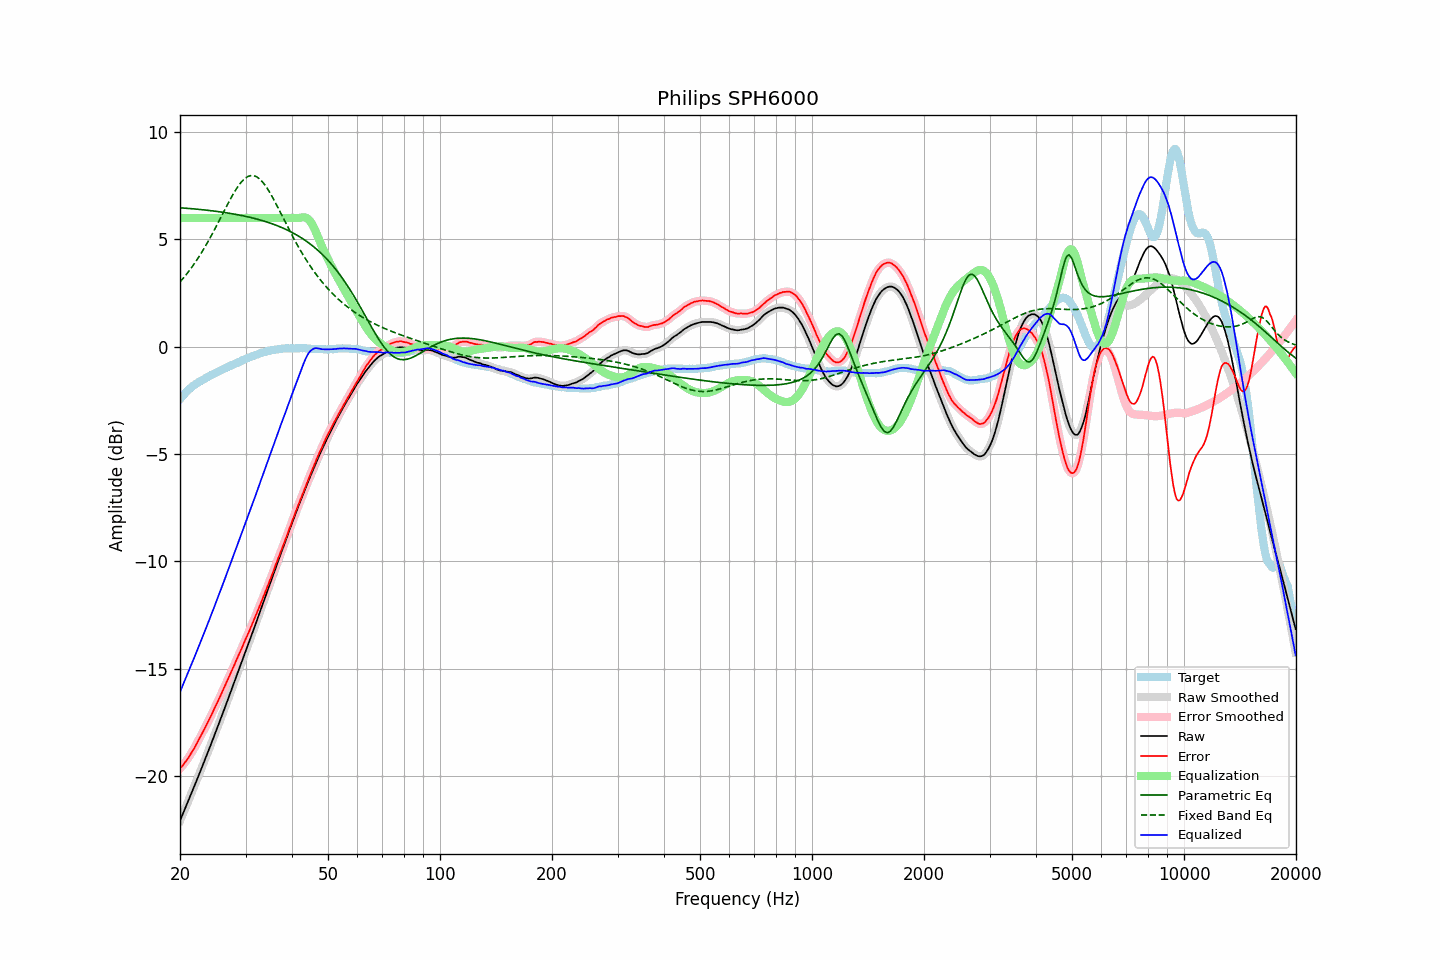 Philips SPH6000
Amplitude (dBr)
10
5
0
−5
−10
−15
−20
20 50 100 200 500 1000 2000 5000 10000 20000
Frequency (Hz)
Target
Raw Smoothed
Error Smoothed
Raw
Error
Equalization
Parametric Eq
Fixed Band Eq
Equalized